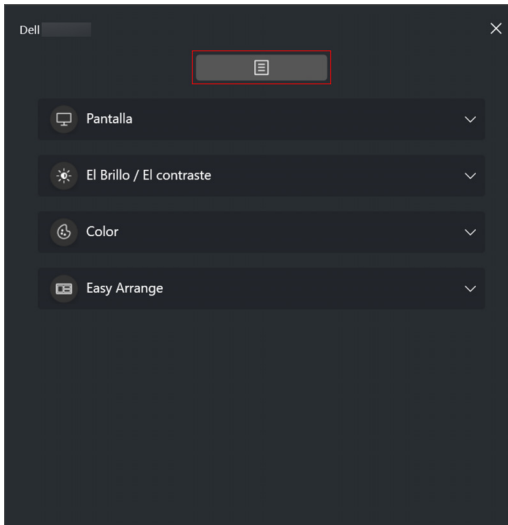 Dell
Pantalla
El Brillo / El contraste
Color
Easy Arrange